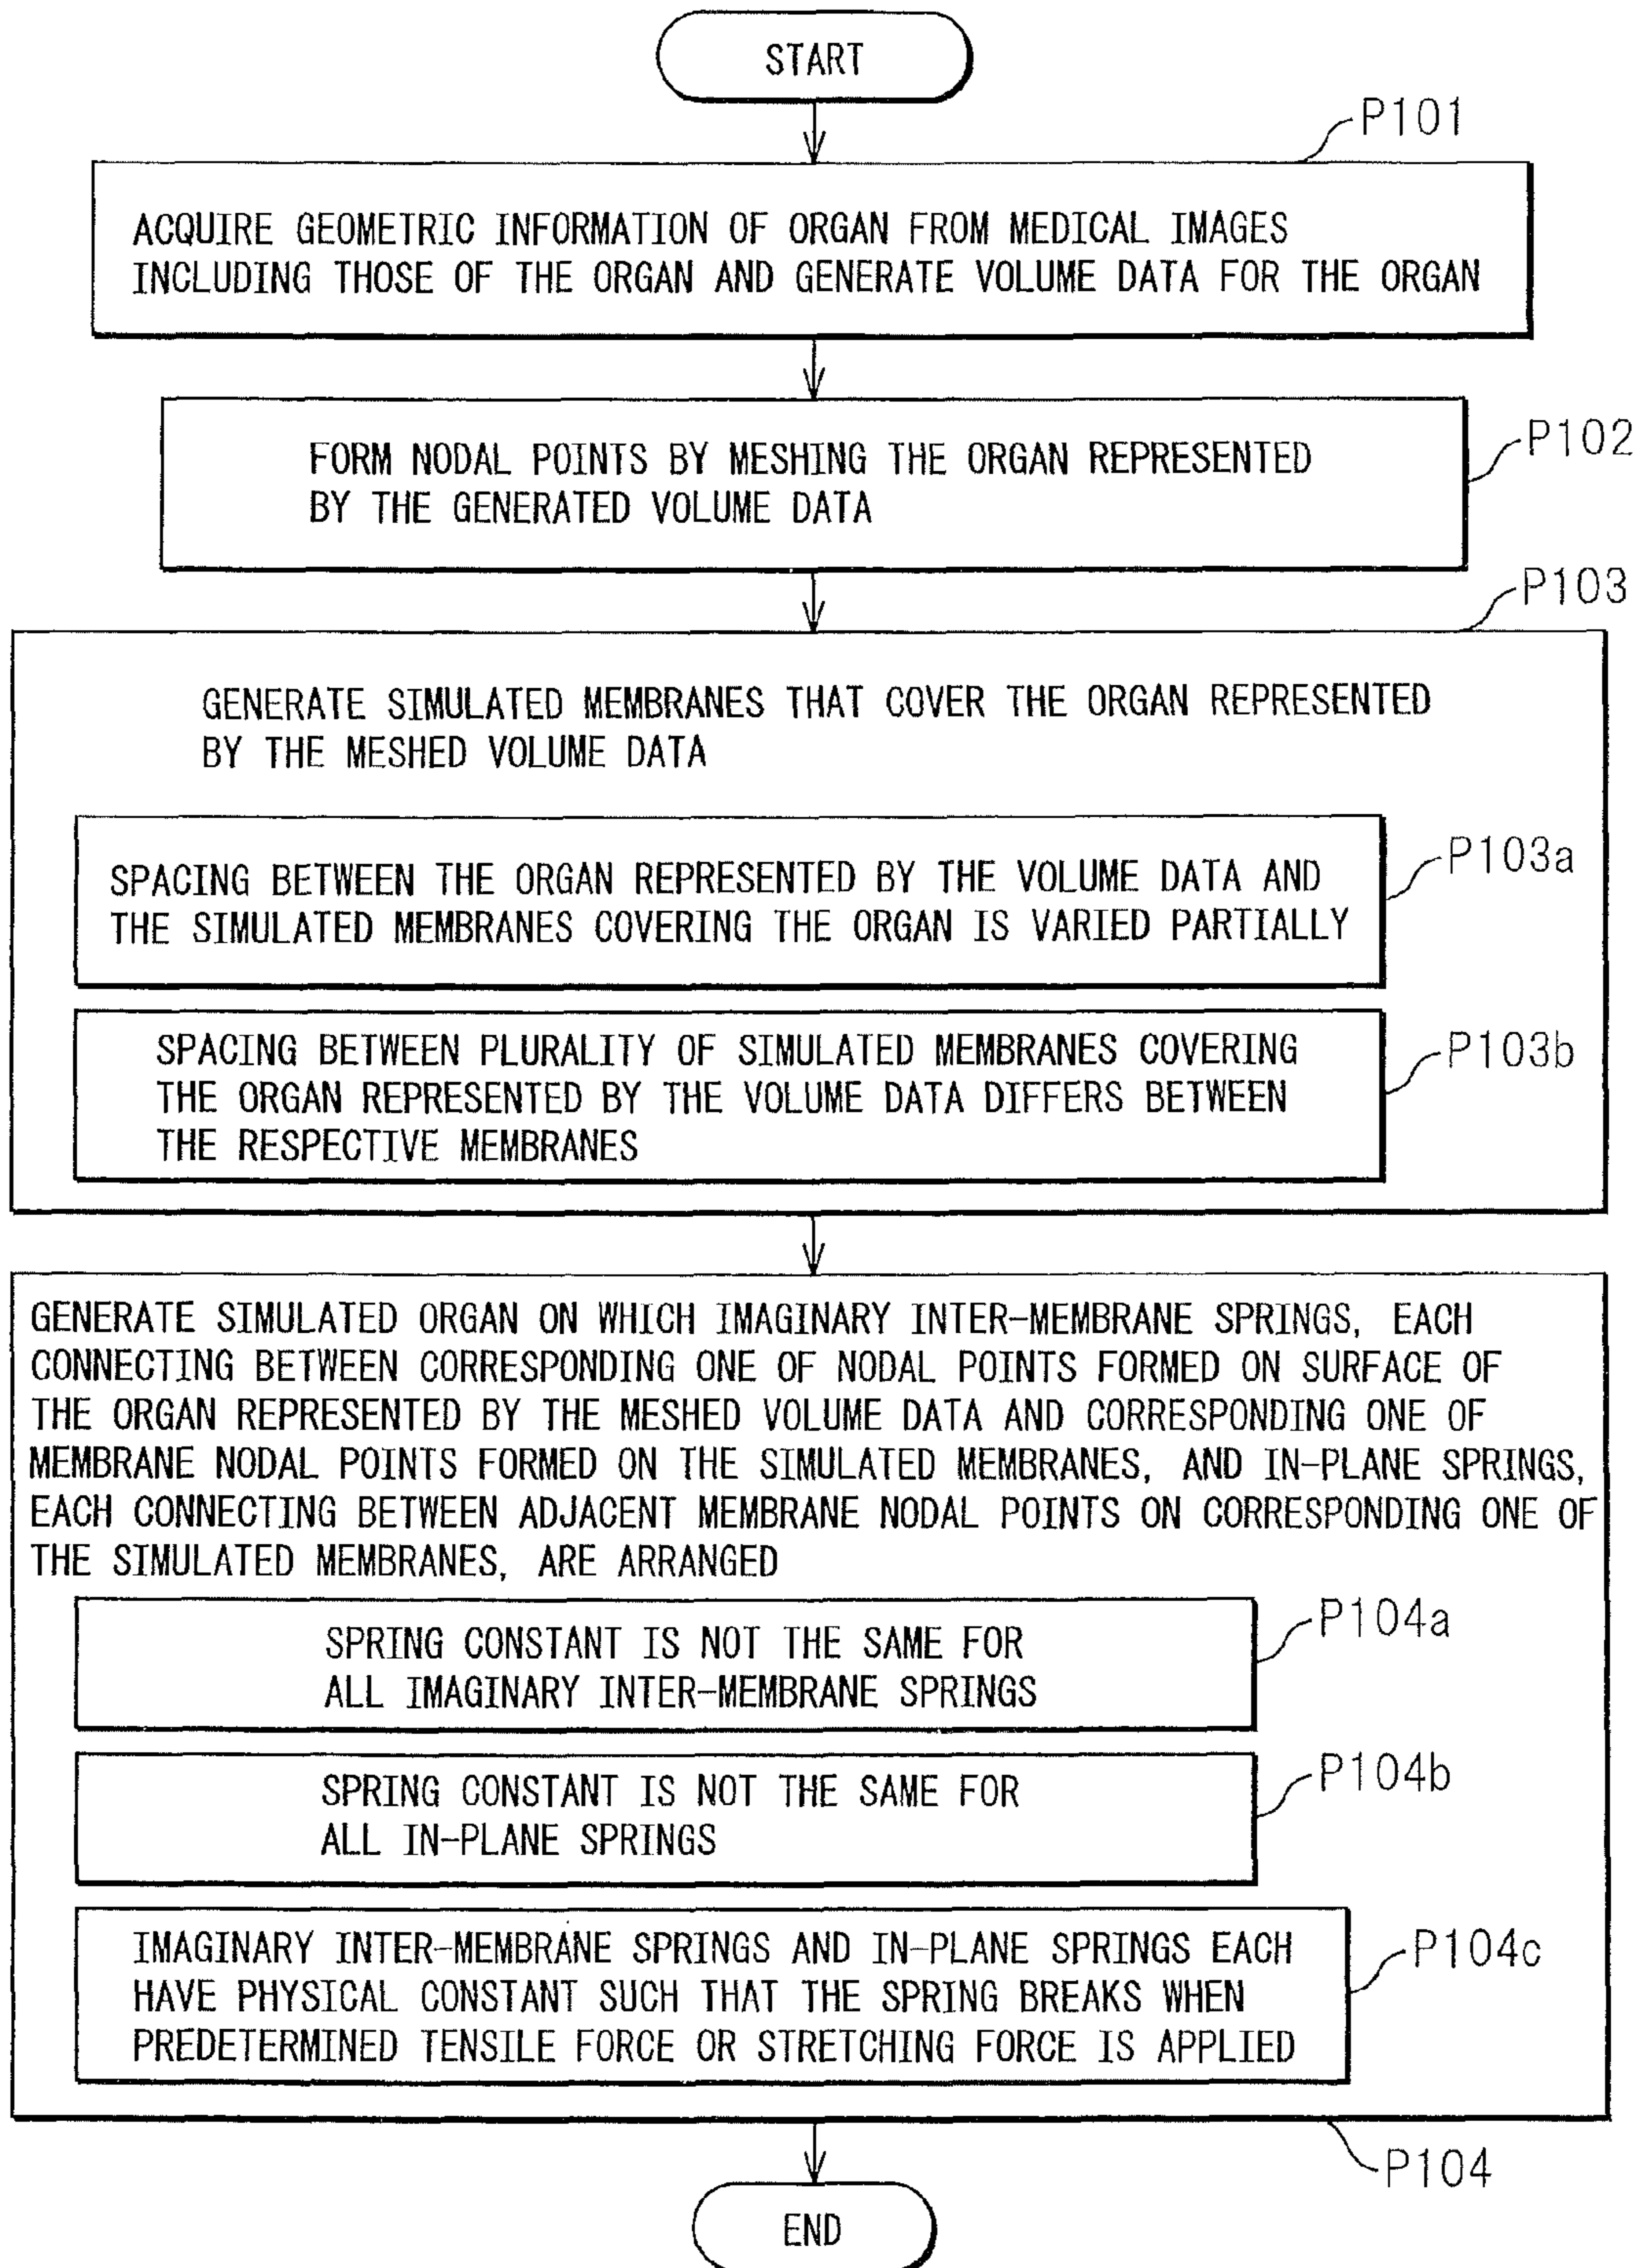 START
P101
ACQUIRE GEOMETRIC INFORMATION OF ORGAN FROM MEDICAL IMAGES
INCLUDING THOSE OF THE ORGAN AND GENERATE VOLUME DATA FOR THE ORGAN
P102
FORM NODAL POINTS BY MESHING THE ORGAN REPRESENTED
BY THE GENERATED VOLUME DATA
P103
GENERATE SIMULATED MEMBRANES THAT COVER THE ORGAN REPRESENTED
BY THE MESHED VOLUME DATA
P103a
SPACING BETWEEN THE ORGAN REPRESENTED BY THE VOLUME DATA AND
THE SIMULATED MEMBRANES COVERING THE ORGAN IS VARIED PARTIALLY
P103b
SPACING BETWEEN PLURALITY OF SIMULATED MEMBRANES COVERING
THE ORGAN REPRESENTED BY THE VOLUME DATA DIFFERS BETWEEN
THE RESPECTIVE MEMBRANES
GENERATE SIMULATED ORGAN ON WHICH IMAGINARY INTER-MEMBRANE SPRINGS, EACH
CONNECTING BETWEEN CORRESPONDING ONE OF NODAL POINTS FORMED ON SURFACE OF
THE ORGAN REPRESENTED BY THE MESHED VOLUME DATA AND CORRESPONDING ONE OF
MEMBRANE NODAL POINTS FORMED ON THE SIMULATED MEMBRANES, AND IN-PLANE SPRINGS,
EACH CONNECTING BETWEEN ADJACENT MEMBRANE NODAL POINTS ON CORRESPONDING ONE OF
THE SIMULATED MEMBRANES, ARE ARRANGED
P104a
SPRING CONSTANT IS NOT THE SAME FOR
ALL IMAGINARY INTER-MEMBRANE SPRINGS
P104b
SPRING CONSTANT IS NOT THE SAME FOR
ALL IN-PLANE SPRINGS
P104c
IMAGINARY INTER-MEMBRANE SPRINGS AND IN-PLANE SPRINGS EACH
HAVE PHYSICAL CONSTANT SUCH THAT THE SPRING BREAKS WHEN
PREDETERMINED TENSILE FORCE OR STRETCHING FORCE IS APPLIED
P104
END